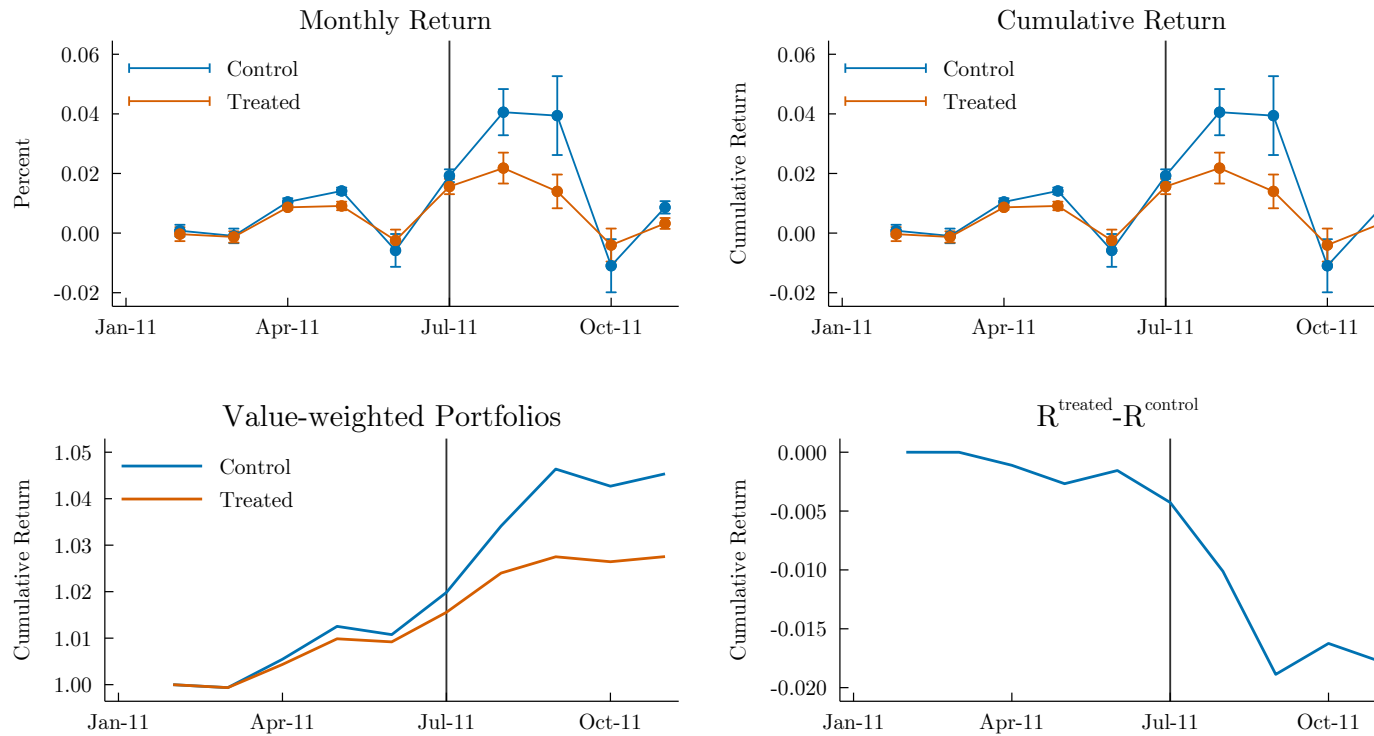 Monthly Return
Percent
0.06
0.04
0.02
0.00
-0.02
Control
Treated
Jan-11
Apr-11
Jul-11
Oct-11
Cumulative Return
Cumulative Return
0.06
0.04
0.02
0.00
-0.02
Control
Treated
Jan-11
Apr-11
Jul-11
Oct-11
Value-weighted Portfolios
Cumulative Return
1.05
1.04
1.03
1.02
1.01
1.00
Control
Treated
Jan-11
Apr-11
Jul-11
Oct-11
R^treated-R^control
Cumulative Return
0.000
-0.005
-0.010
-0.015
-0.020
Jan-11
Apr-11
Jul-11
Oct-11